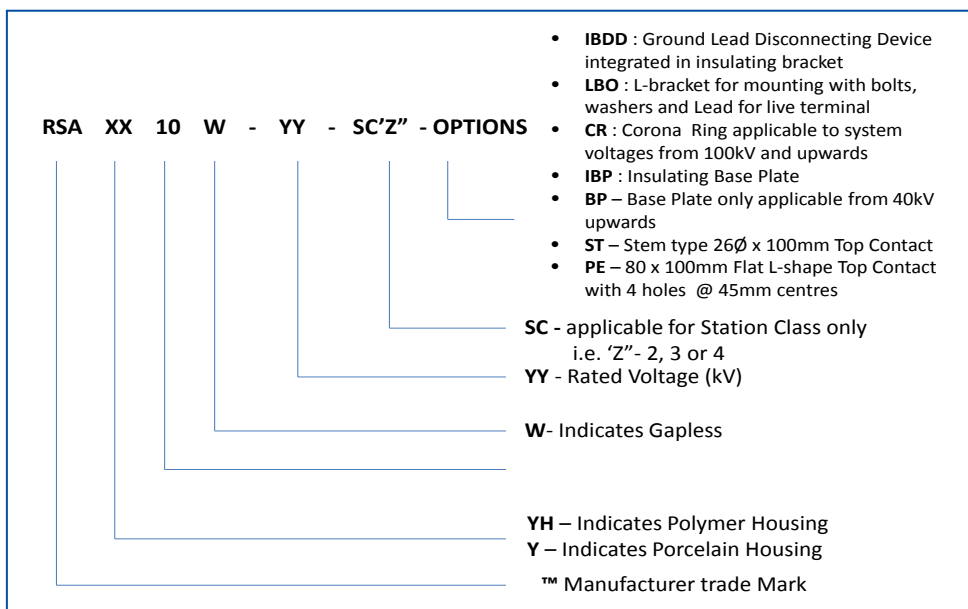 RSA XX 10 W - YY - SC'Z" - OPTIONS
• IBDD : Ground Lead Disconnecting Device
integrated in insulating bracket
• LBO : L-bracket for mounting with bolts,
washers and Lead for live terminal
• CR : Corona Ring applicable to system
voltages from 100kV and upwards
• IBP : Insulating Base Plate
• BP – Base Plate only applicable from 40kV
upwards
• ST – Stem type 26Ø x 100mm Top Contact
• PE – 80 x 100mm Flat L-shape Top Contact
with 4 holes @ 45mm centres
SC - applicable for Station Class only
i.e. 'Z"- 2, 3 or 4
YY - Rated Voltage (kV)
W- Indicates Gapless
YH – Indicates Polymer Housing
Y – Indicates Porcelain Housing
™ Manufacturer trade Mark